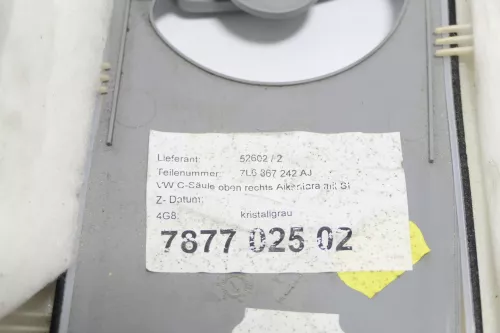 Lieferant: 52602 / 2
Teilenummer: 7L6 867 242 AJ
VW C-Säule oben rechts Alkantara mit SI
Z- Datum:
4G8: kristallgrau
7877 025 02